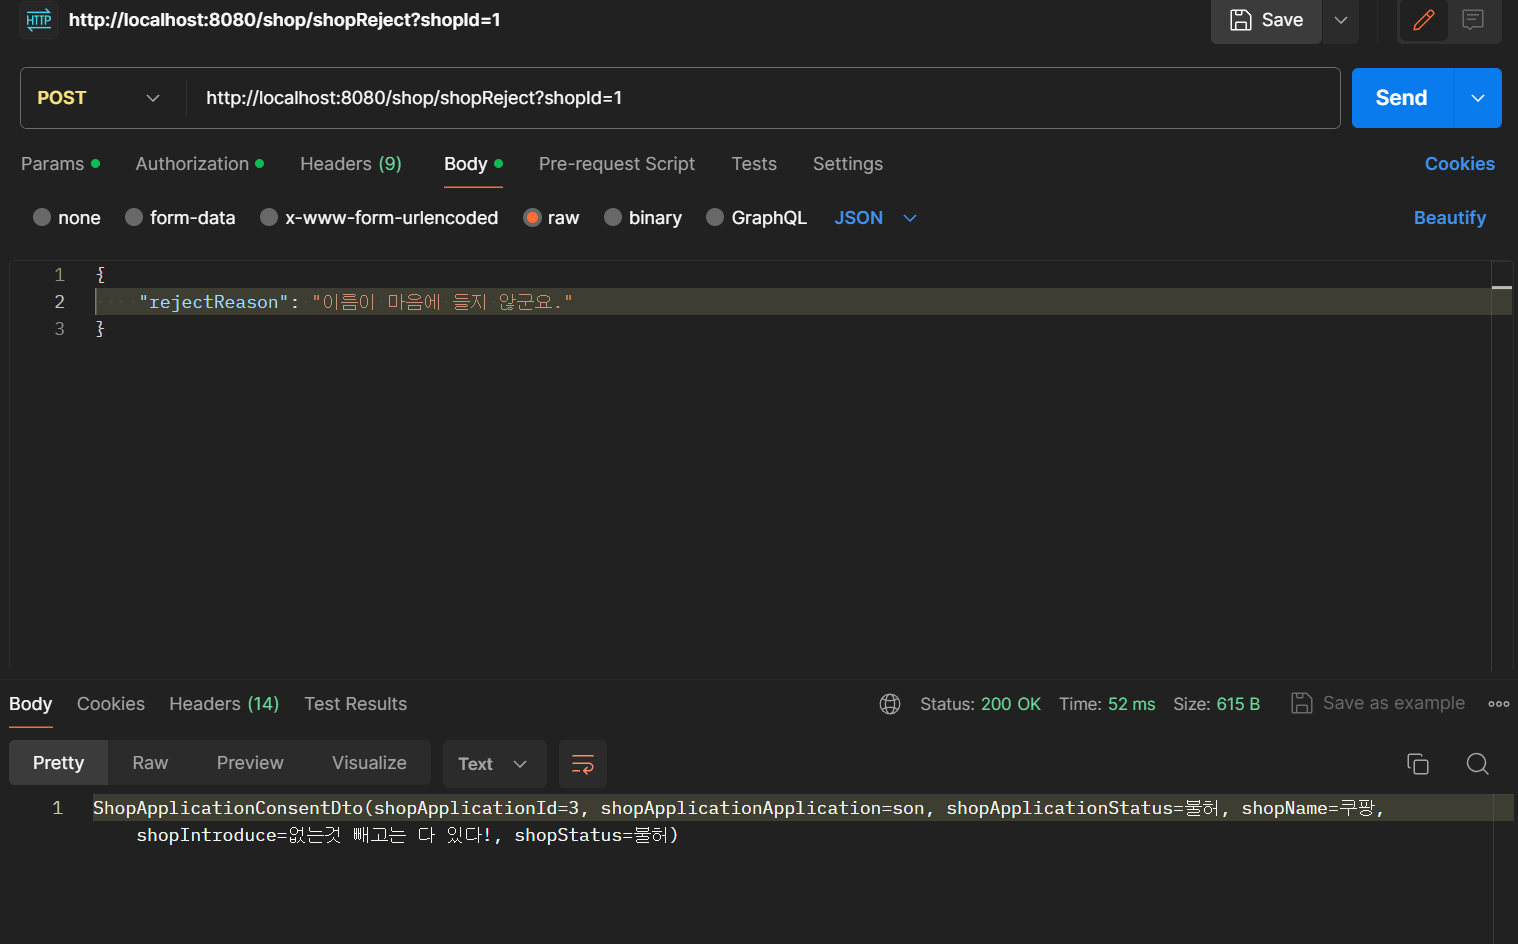 HTTP http://localhost:8080/shop/shopReject?shopId=1 Save
POST http://localhost:8080/shop/shopReject?shopId=1 Send
Params Authorization Headers (9) Body Pre-request Script Tests Settings Cookies
none form-data x-www-form-urlencoded raw binary GraphQL JSON Beautify
1 {
2 "rejectReason": "이름이 마음에 들지 않군요."
3 }
Body Cookies Headers (14) Test Results Status: 200 OK Time: 52 ms Size: 615 B Save as example
Pretty Raw Preview Visualize Text
1 ShopApplicationConsentDto(shopApplicationId=3, shopApplicationApplication=son, shopApplicationStatus=불허, shopName=쿠팡,
shopIntroduce=없는것 빼고는 다 있다!, shopStatus=불허)